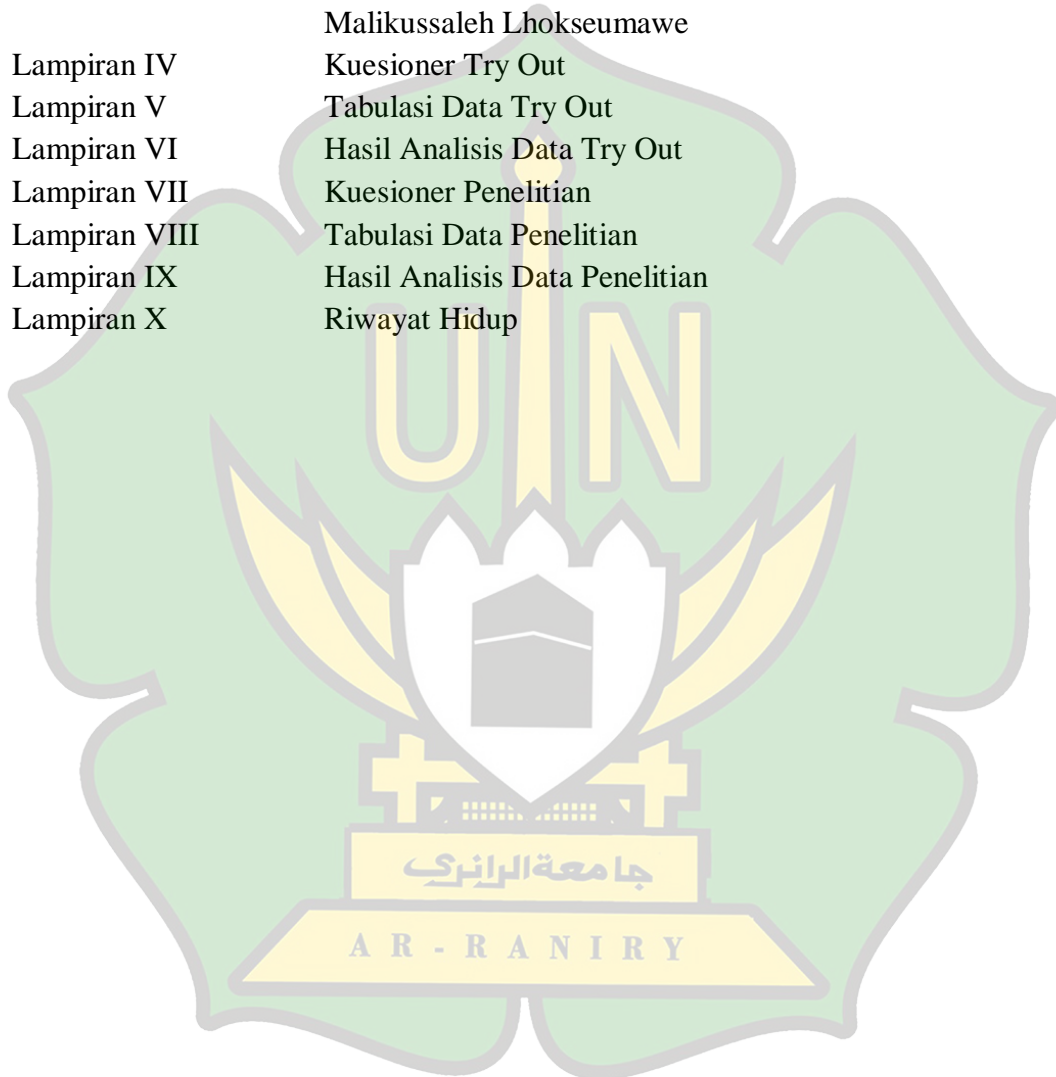 Malikussaleh Lhokseumawe
Lampiran IV Kuesioner Try Out
Lampiran V Tabulasi Data Try Out
Lampiran VI Hasil Analisis Data Try Out
Lampiran VII Kuesioner Penelitian
Lampiran VIII Tabulasi Data Penelitian
Lampiran IX Hasil Analisis Data Penelitian
Lampiran X Riwayat Hidup
UIN
جامعةالرانري
AR-RANIRY